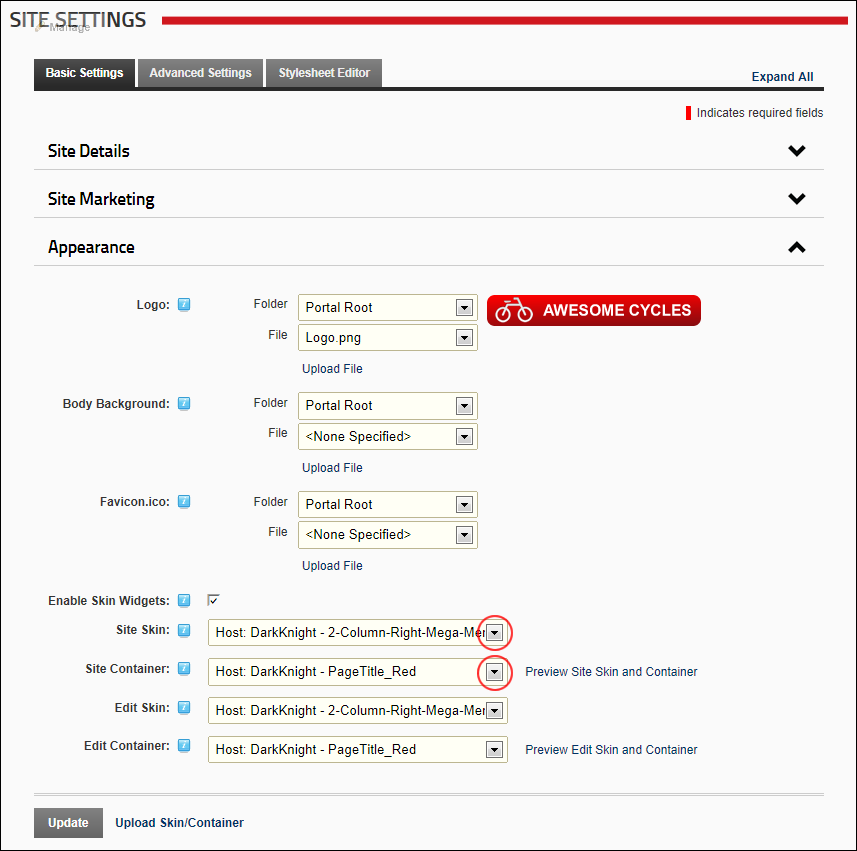 SITE SETTINGS
Manage
Basic Settings Advanced Settings Stylesheet Editor Expand All
Indicates required fields
Site Details
Site Marketing
Appearance
Logo: Folder Portal Root AWESOME CYCLES
File Logo.png
Upload File
Body Background: Folder Portal Root
File <None Specified>
Upload File
Favicon.ico: Folder Portal Root
File <None Specified>
Upload File
Enable Skin Widgets:
Site Skin: Host: DarkKnight - 2-Column-Right-Mega-Mer
Site Container: Host: DarkKnight - PageTitle_Red Preview Site Skin and Container
Edit Skin: Host: DarkKnight - 2-Column-Right-Mega-Mer
Edit Container: Host: DarkKnight - PageTitle_Red Preview Edit Skin and Container
Update Upload Skin/Container